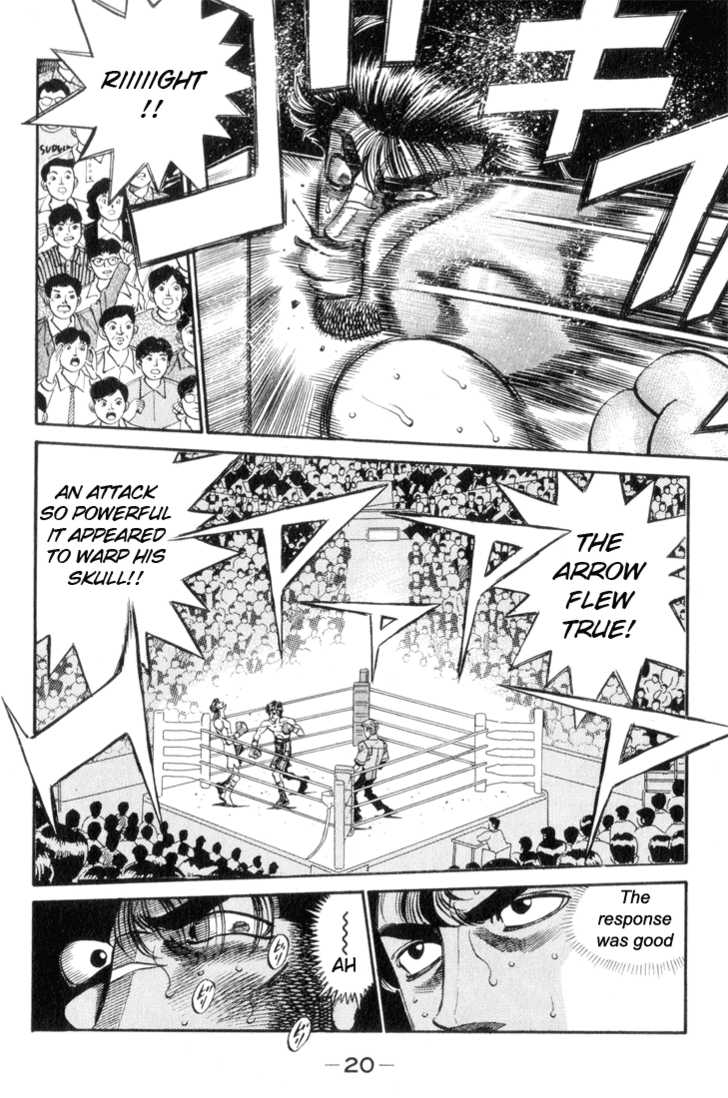 RIIIIIGHT
!!
AN ATTACK
SO POWERFUL
IT APPEARED
TO WARP HIS
SKULL!!
THE
ARROW
FLEW
TRUE!
AH
The
response
was good
—20—